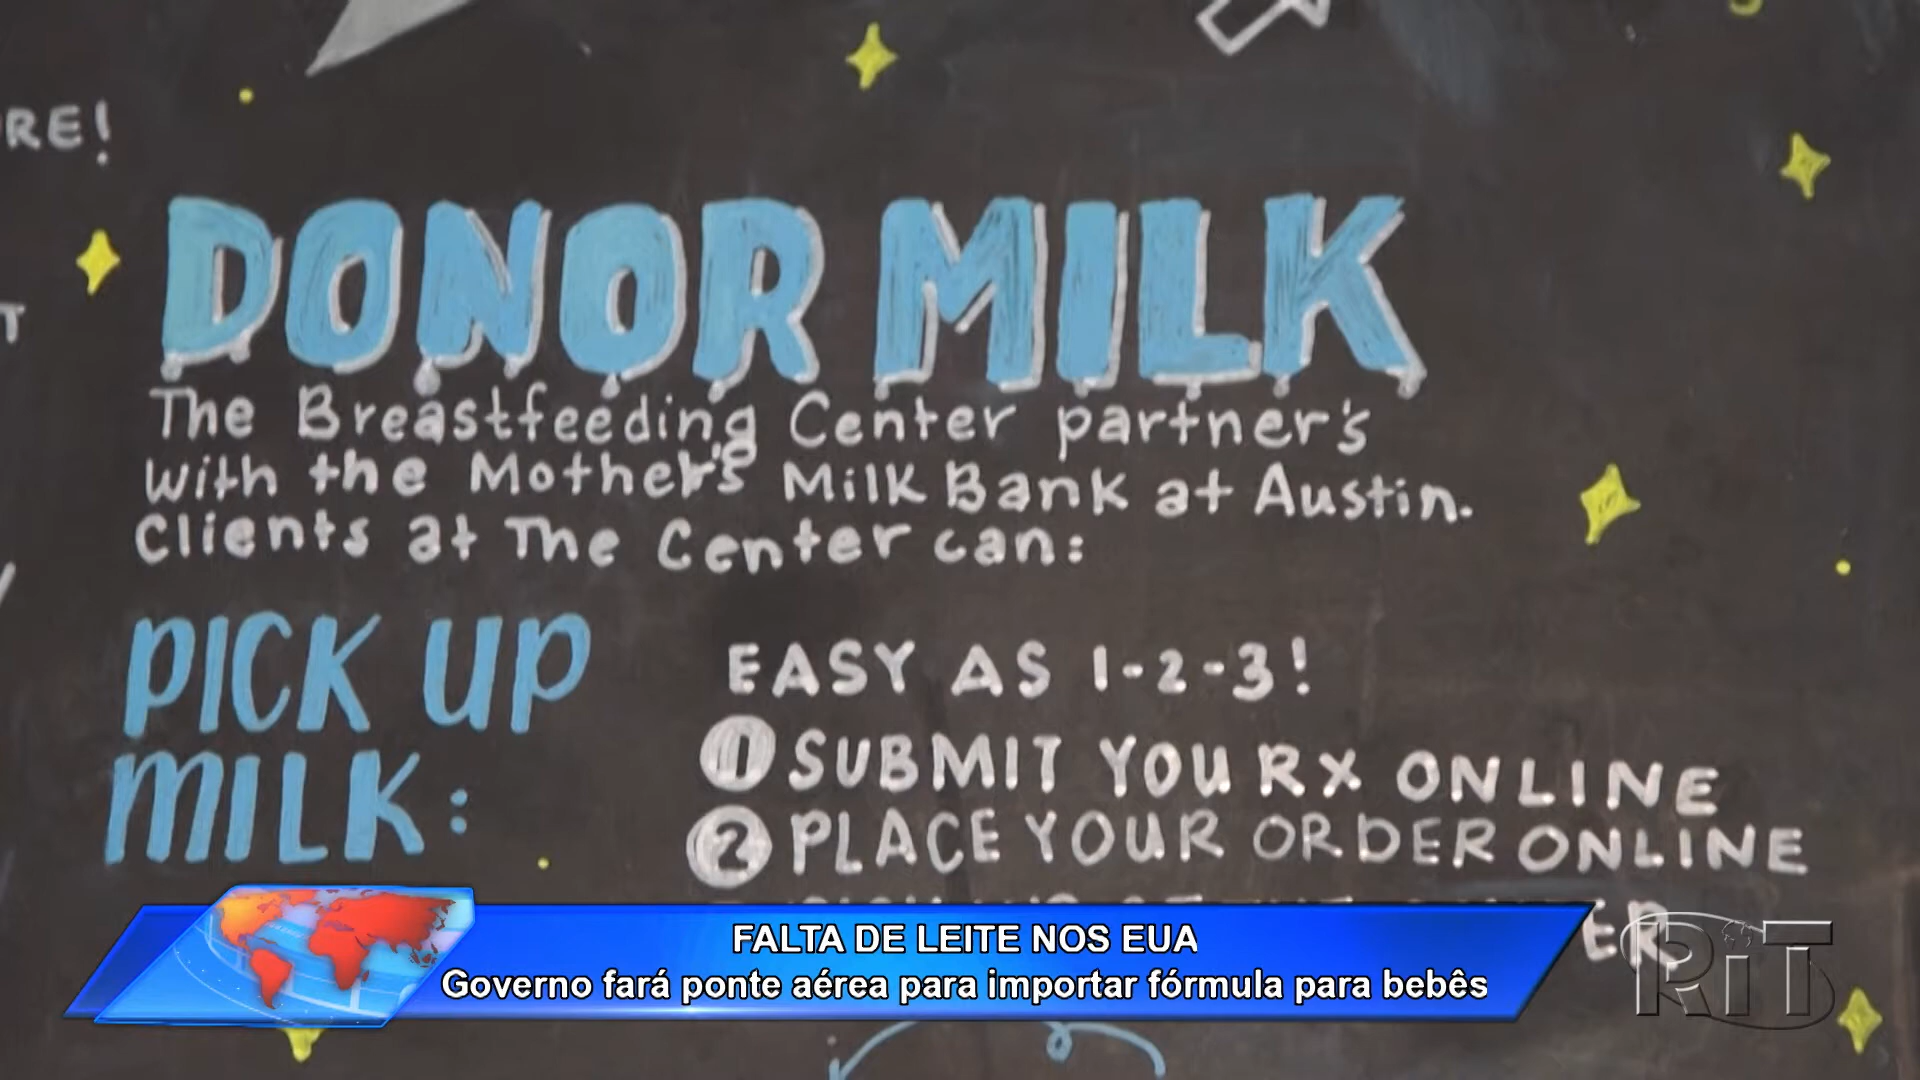 DONOR MILK
The Breastfeeding Center partner's
with the Mother's Milk Bank at Austin.
Clients at The Center can:
PICK UP
MILK:
EASY AS 1-2-3!
1 SUBMIT YOU RX ONLINE
2 PLACE YOUR ORDER ONLINE
FALTA DE LEITE NOS EUA
Governo fará ponte aérea para importar fórmula para bebês
RiT